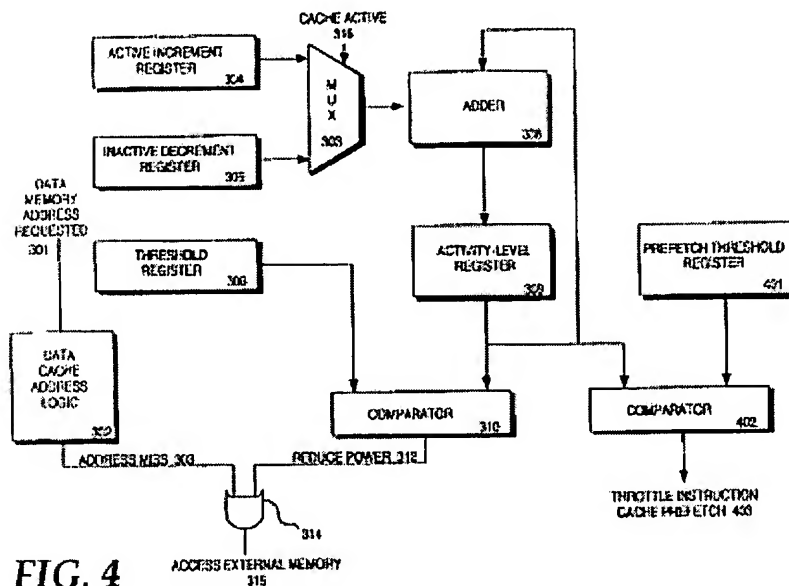 CACHE ACTIVE
316
ACTIVE INCREMENT
REGISTER
304
M
U
X
303
ADDER
308
INACTIVE DECREMENT
REGISTER
305
DATA
MEMORY
ADDRESS
REQUESTED
301
THRESHOLD
REGISTER
300
ACTIVITY-LEVEL
REGISTER
309
PREFETCH THRESHOLD
REGISTER
401
DATA
CACHE
ADDRESS
LOGIC
COMPARATOR
310
COMPARATOR
402
ADDRESS MISS 303
REDUCE POWER 312
THROTTLE INSTRUCTION
CACHE PREFETCH 403
314
ACCESS EXTERNAL MEMORY
315
FIG. 4